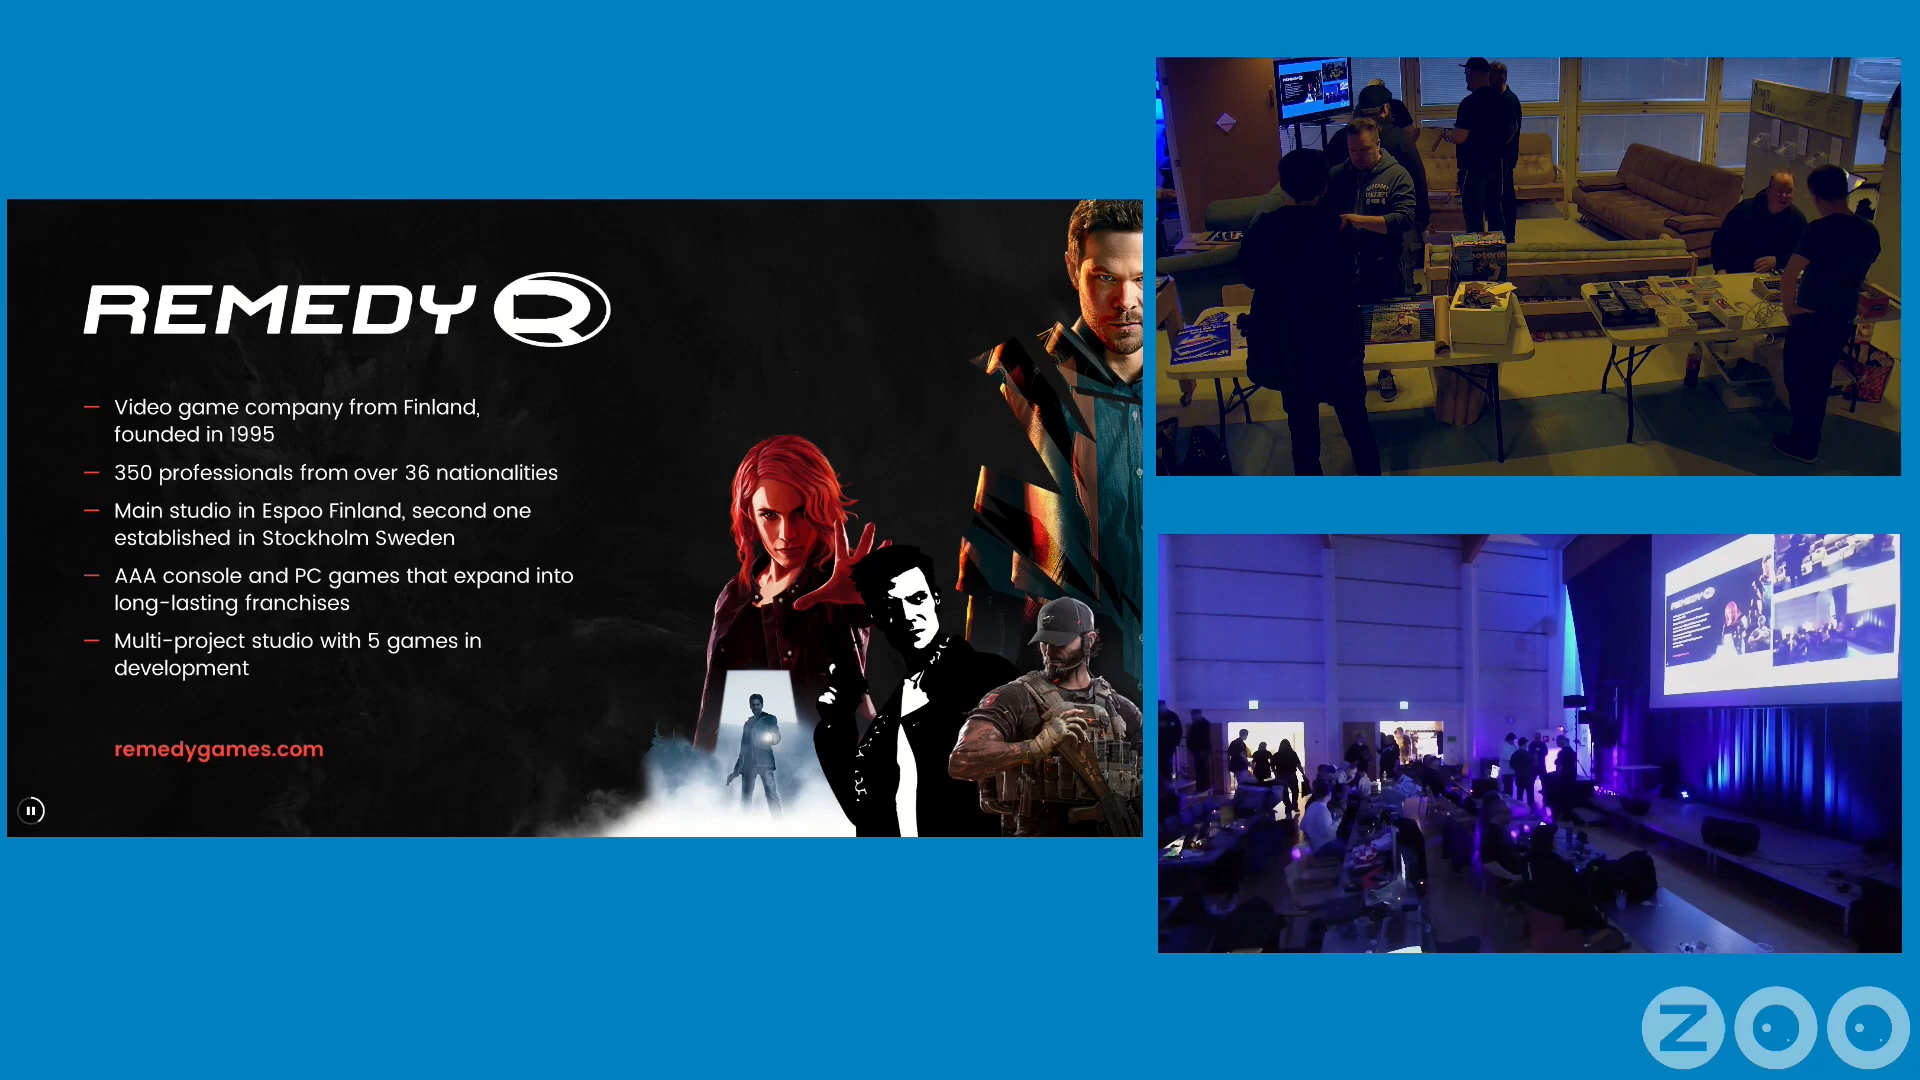 REMEDY R
— Video game company from Finland,
founded in 1995
— 350 professionals from over 36 nationalities
— Main studio in Espoo Finland, second one
established in Stockholm Sweden
— AAA console and PC games that expand into
long-lasting franchises
— Multi-project studio with 5 games in
development
remedygames.com
REMEDY
ZOO